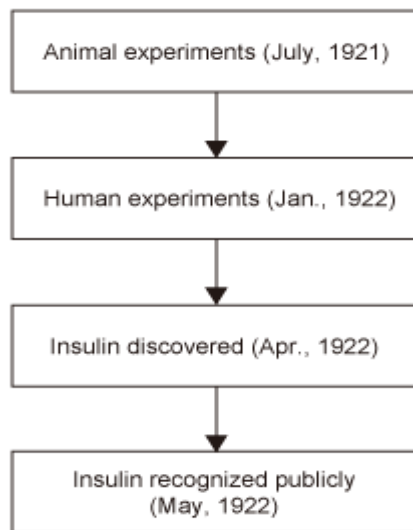 Animal experiments (July, 1921)
Human experiments (Jan., 1922)
Insulin discovered (Apr., 1922)
Insulin recognized publicly
(May, 1922)